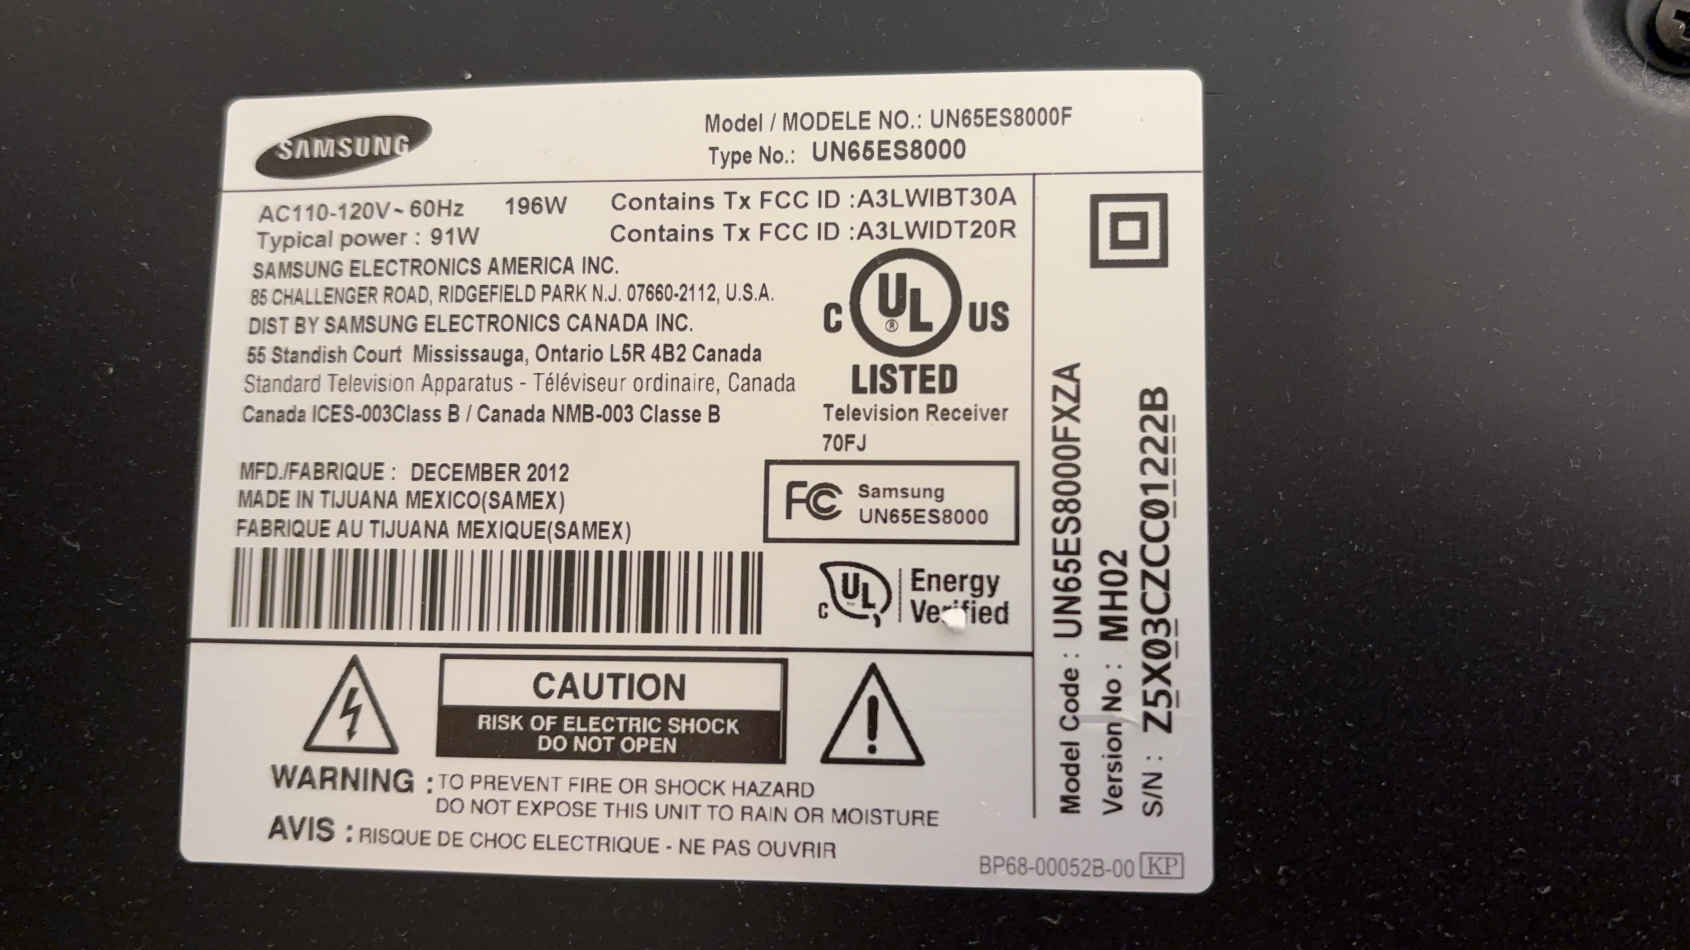 SAMSUNG
Model / MODELE NO.: UN65ES8000F
Type No.: UN65ES8000
AC110-120V~ 60Hz 196W
Typical power : 91W
Contains Tx FCC ID :A3LWIBT30A
Contains Tx FCC ID :A3LWIDT20R
SAMSUNG ELECTRONICS AMERICA INC.
85 CHALLENGER ROAD, RIDGEFIELD PARK N.J. 07660-2112, U.S.A.
DIST BY SAMSUNG ELECTRONICS CANADA INC.
55 Standish Court Mississauga, Ontario L5R 4B2 Canada
Standard Television Apparatus - Téléviseur ordinaire, Canada
Canada ICES-003Class B / Canada NMB-003 Classe B
C UL ® US
LISTED
Television Receiver
70FJ
MFD./FABRIQUE : DECEMBER 2012
MADE IN TIJUANA MEXICO(SAMEX)
FABRIQUE AU TIJUANA MEXIQUE(SAMEX)
FC Samsung
UN65ES8000
C UL Energy
Verified
CAUTION
RISK OF ELECTRIC SHOCK
DO NOT OPEN
WARNING : TO PREVENT FIRE OR SHOCK HAZARD
DO NOT EXPOSE THIS UNIT TO RAIN OR MOISTURE
AVIS : RISQUE DE CHOC ELECTRIQUE - NE PAS OUVRIR
Model Code : UN65ES8000FXZA
Version No : MH02
S/N : Z5X03CZCC01222B
BP68-00052B-00 KP